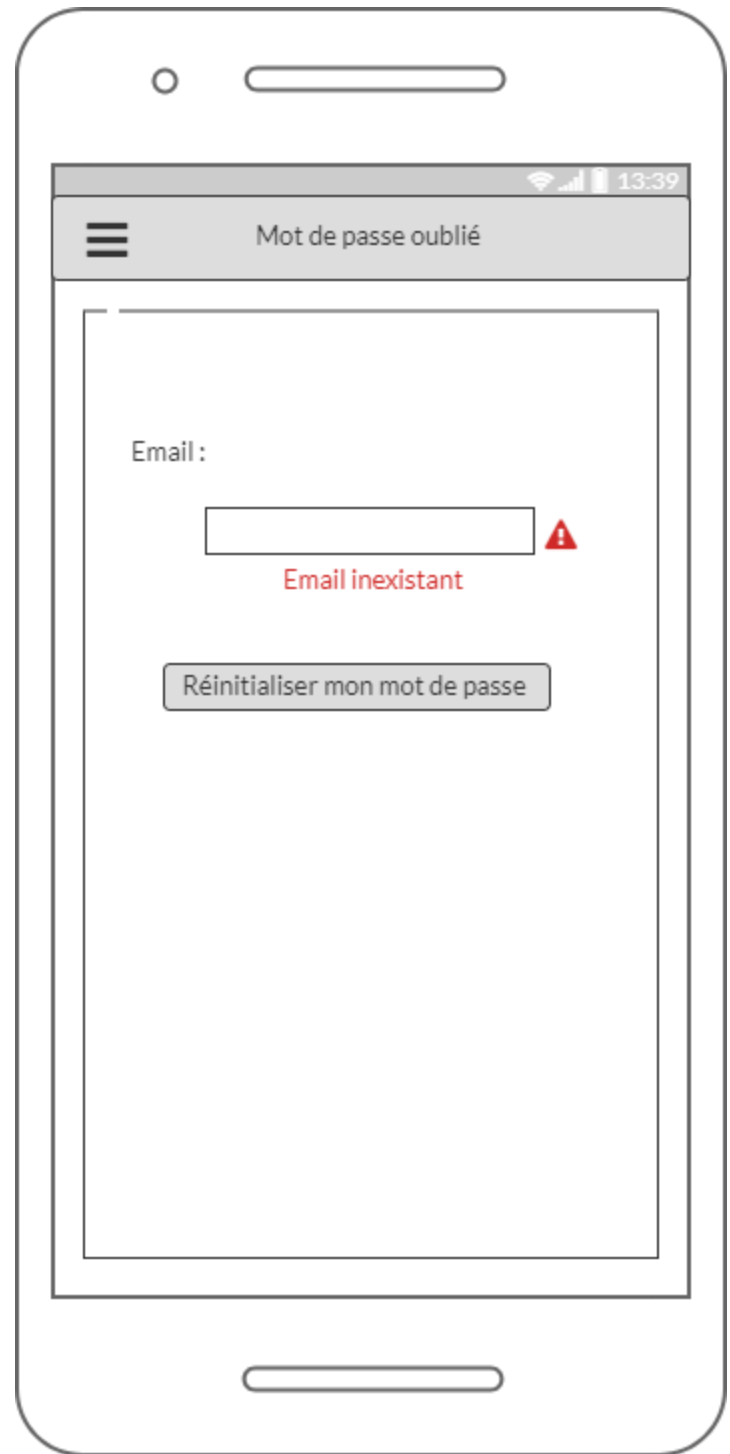 13:39
Mot de passe oublié
Email :
Email inexistant
Réinitialiser mon mot de passe